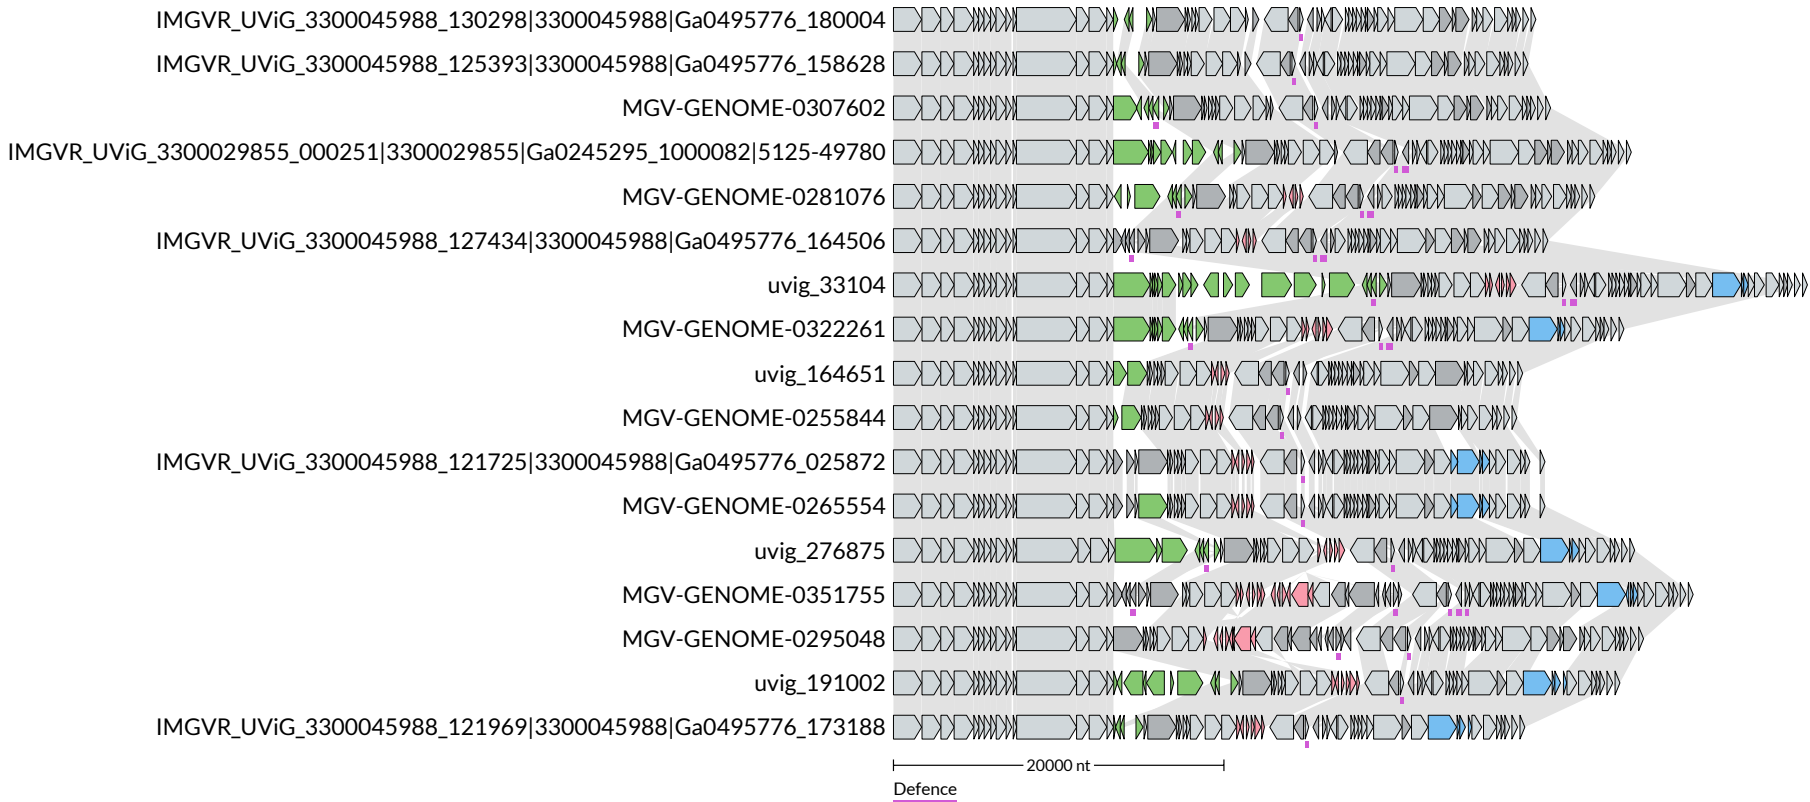 IMGVR_UViG_3300045988_130298|3300045988|Ga0495776_180004
IMGVR_UViG_3300045988_125393|3300045988|Ga0495776_158628
MGV-GENOME-0307602
IMGVR_UViG_3300029855_000251|3300029855|Ga0245295_1000082|5125-49780
MGV-GENOME-0281076
IMGVR_UViG_3300045988_127434|3300045988|Ga0495776_164506
uvig_33104
MGV-GENOME-0322261
uvig_164651
MGV-GENOME-0255844
IMGVR_UViG_3300045988_121725|3300045988|Ga0495776_025872
MGV-GENOME-0265554
uvig_276875
MGV-GENOME-0351755
MGV-GENOME-0295048
uvig_191002
IMGVR_UViG_3300045988_121969|3300045988|Ga0495776_173188
20000 nt
Defence